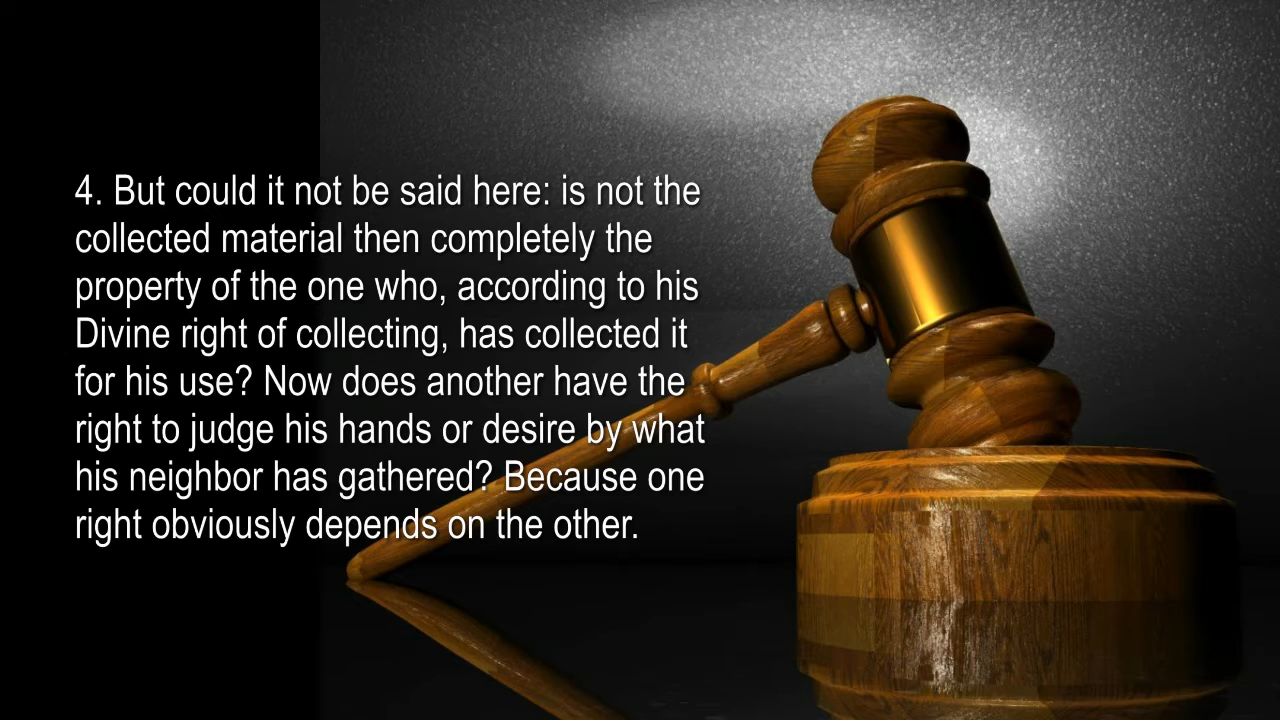 4. But could it not be said here: is not the
collected material then completely the
property of the one who, according to his
Divine right of collecting, has collected it
for his use? Now does another have the
right to judge his hands or desire by what
his neighbor has gathered? Because one
right obviously depends on the other.